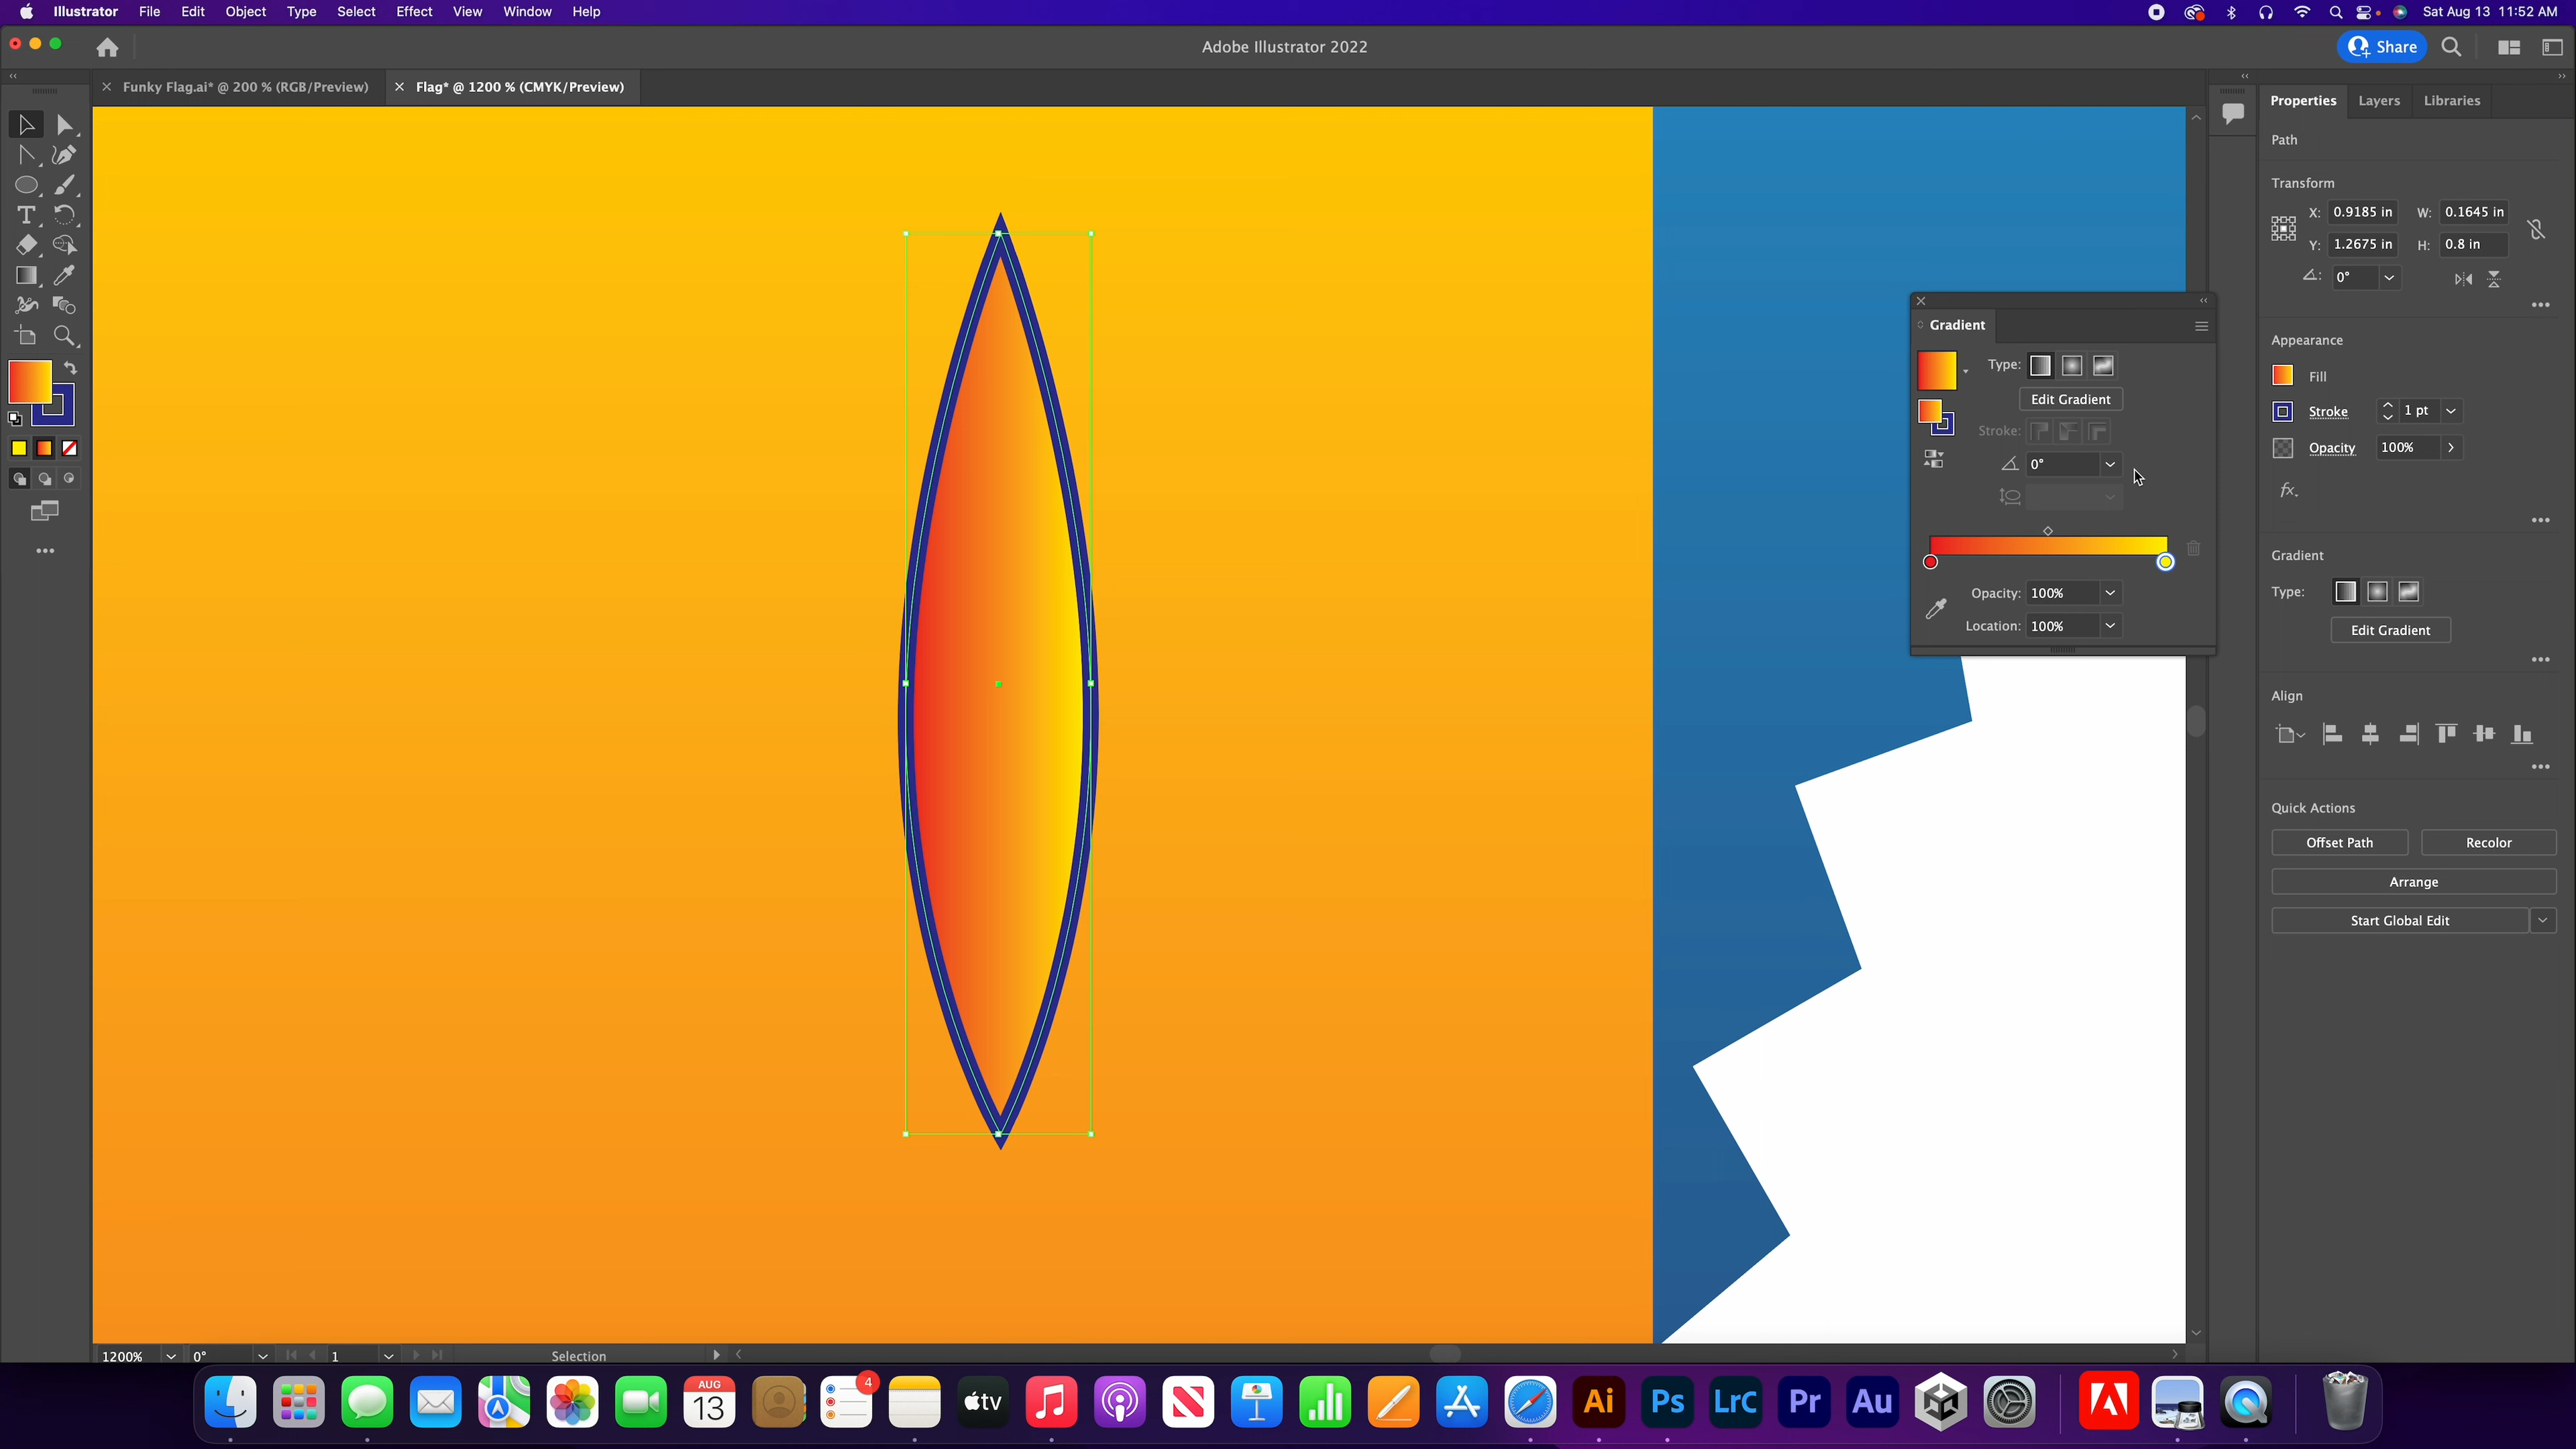 Illustrator File Edit Object Type Select Effect View Window Help
Sat Aug 13 11:52 AM
Adobe Illustrator 2022
Share
Funky Flag.ai* @ 200 % (RGB/Preview)
Flag* @ 1200 % (CMYK/Preview)
Properties Layers Libraries
Path
Transform
X: 0.9185 in W: 0.1645 in
Y: 1.2675 in H: 0.8 in
0°
Appearance
Fill
Stroke 1 pt
Opacity 100%
fx.
Gradient
Type:
Edit Gradient
Align
Quick Actions
Offset Path Recolor
Arrange
Start Global Edit
Gradient
Type:
Edit Gradient
Stroke:
0°
Opacity: 100%
Location: 100%
T
1200% 0° 1 Selection
AUG
13
4
tv
Ai
Ps
LrC
Pr
Au